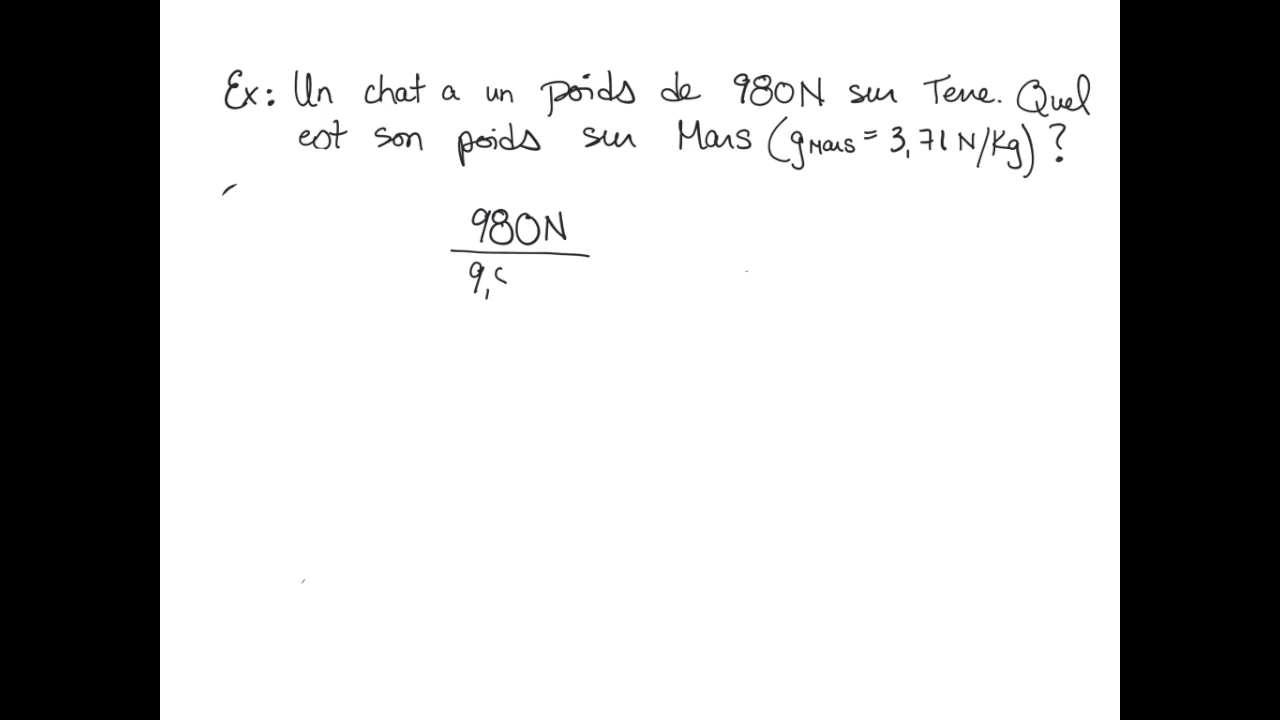 Ex: Un chat a un poids de 980N sur Terre. Quel
est son poids sur Mars (gMars = 3,71 N/Kg) ?
980N
9,